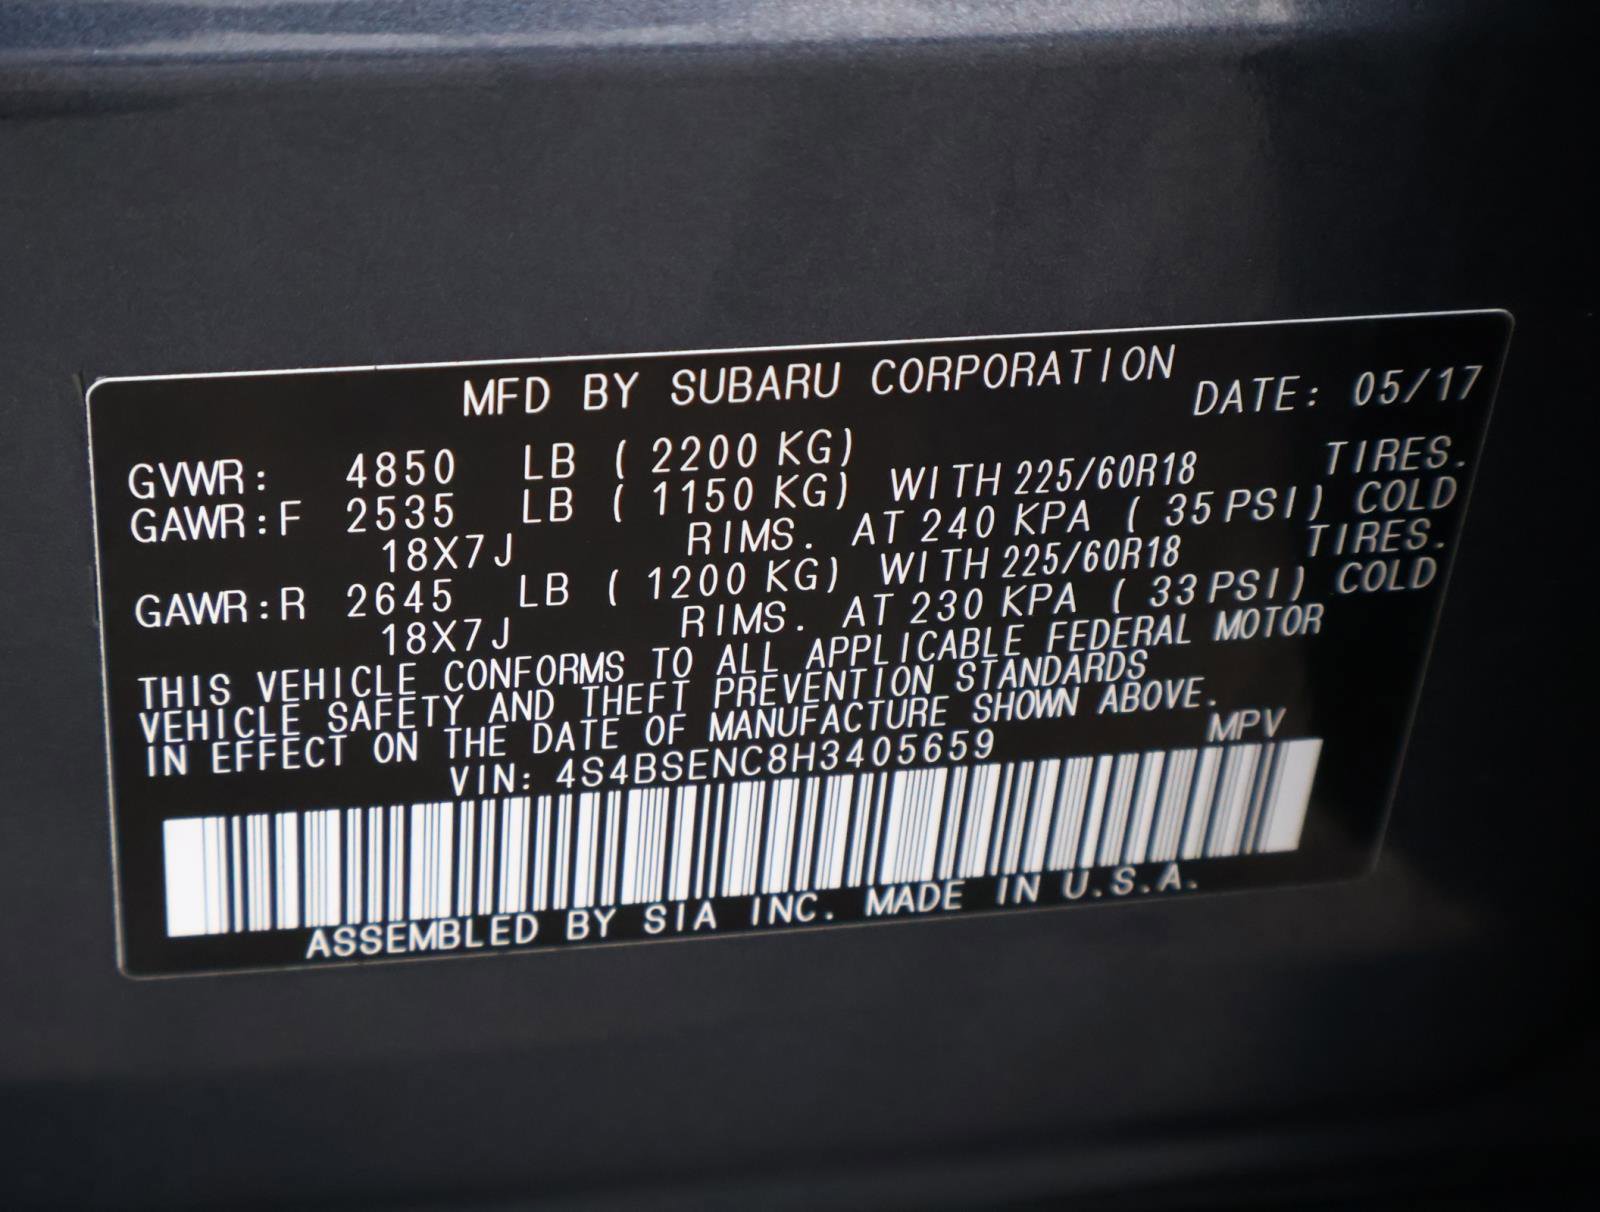 MFD BY SUBARU CORPORATION DATE: 05/17
GVWR: 4850 LB ( 2200 KG)
GAWR:F 2535 LB ( 1150 KG) WITH 225/60R18 TIRES.
18X7J RIMS. AT 240 KPA ( 35 PSI) COLD
GAWR:R 2645 LB ( 1200 KG) WITH 225/60R18 TIRES.
18X7J RIMS. AT 230 KPA ( 33 PSI) COLD
THIS VEHICLE CONFORMS TO ALL APPLICABLE FEDERAL MOTOR
VEHICLE SAFETY AND THEFT PREVENTION STANDARDS
IN EFFECT ON THE DATE OF MANUFACTURE SHOWN ABOVE.
VIN: 4S4BSENC8H3405659 MPV
ASSEMBLED BY SIA INC. MADE IN U.S.A.